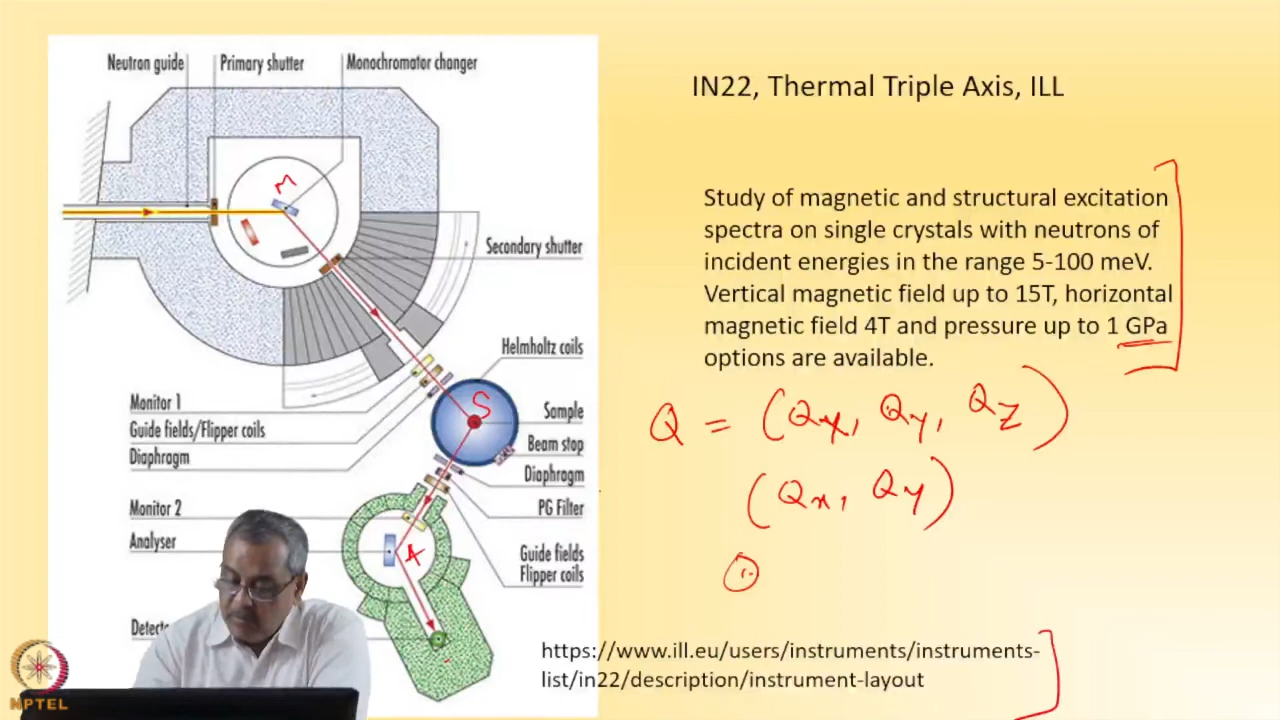 Neutron guide
Primary shutter
Monochromator changer
IN22, Thermal Triple Axis, ILL
M
Study of magnetic and structural excitation
spectra on single crystals with neutrons of
incident energies in the range 5-100 meV.
Vertical magnetic field up to 15T, horizontal
magnetic field 4T and pressure up to 1 GPa
options are available.
Secondary shutter
Helmholtz coils
Monitor 1
Guide fields/Flipper coils
Diaphragm
S
Sample
Beam stop
Diaphragm
PG Filter
Q = (Qx, Qy, Qz)
(Qx, Qy)
Monitor 2
Analyser
A
Guide fields
Flipper coils
https://www.ill.eu/users/instruments/instruments-
list/in22/description/instrument-layout
NPTEL